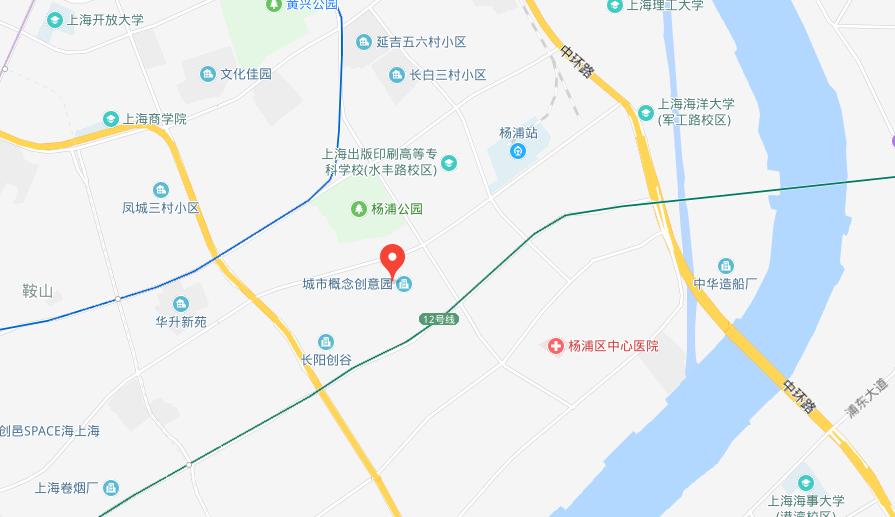 黄兴公园
上海理工大学
上海开放大学
延吉五六村小区
中环路
文化佳园
长白三村小区
上海海洋大学
(军工路校区)
上海商学院
杨浦站
上海出版印刷高等专
科学校(水丰路校区)
凤城三村小区
杨浦公园
城市概念创意园
中华造船厂
鞍山
华升新苑
12号线
长阳创谷
杨浦区中心医院
中环路
浦东大道
创邑SPACE海上海
上海卷烟厂
上海海事大学
(港湾校区)